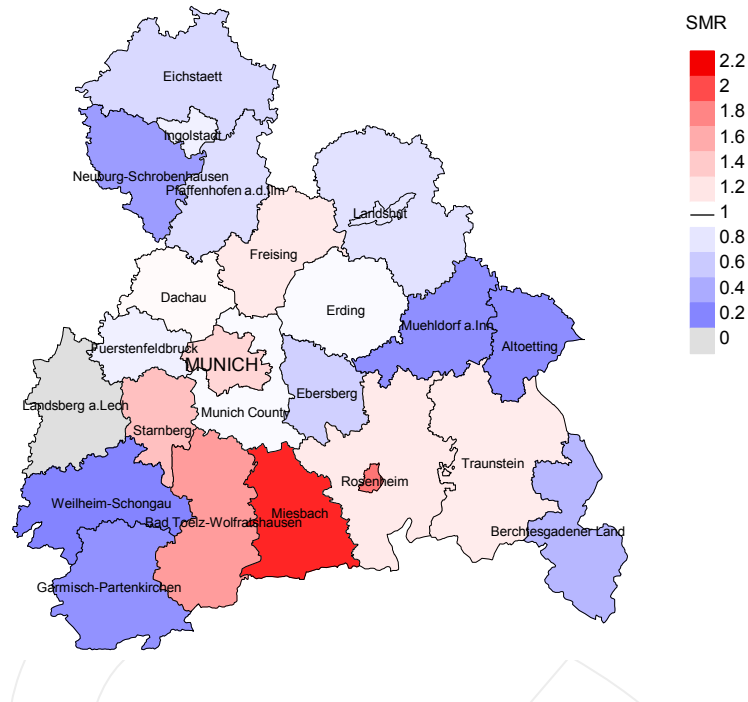 SMR
2.2
2
1.8
1.6
1.4
1.2
1
0.8
0.6
0.4
0.2
0
Eichstaett
Ingolstadt
Neuburg-Schrobenhausen
Pfaffenhofen a.d.Ilm
Landshut
Freising
Dachau
Erding
Muehldorf a.Inn
Altoetting
Fuerstenfeldbruck
MUNICH
Ebersberg
Landsberg a.Lech
Munich County
Starnberg
Traunstein
Rosenheim
Weilheim-Schongau
Miesbach
Bad Toelz-Wolfratshausen
Berchtesgadener Land
Garmisch-Partenkirchen